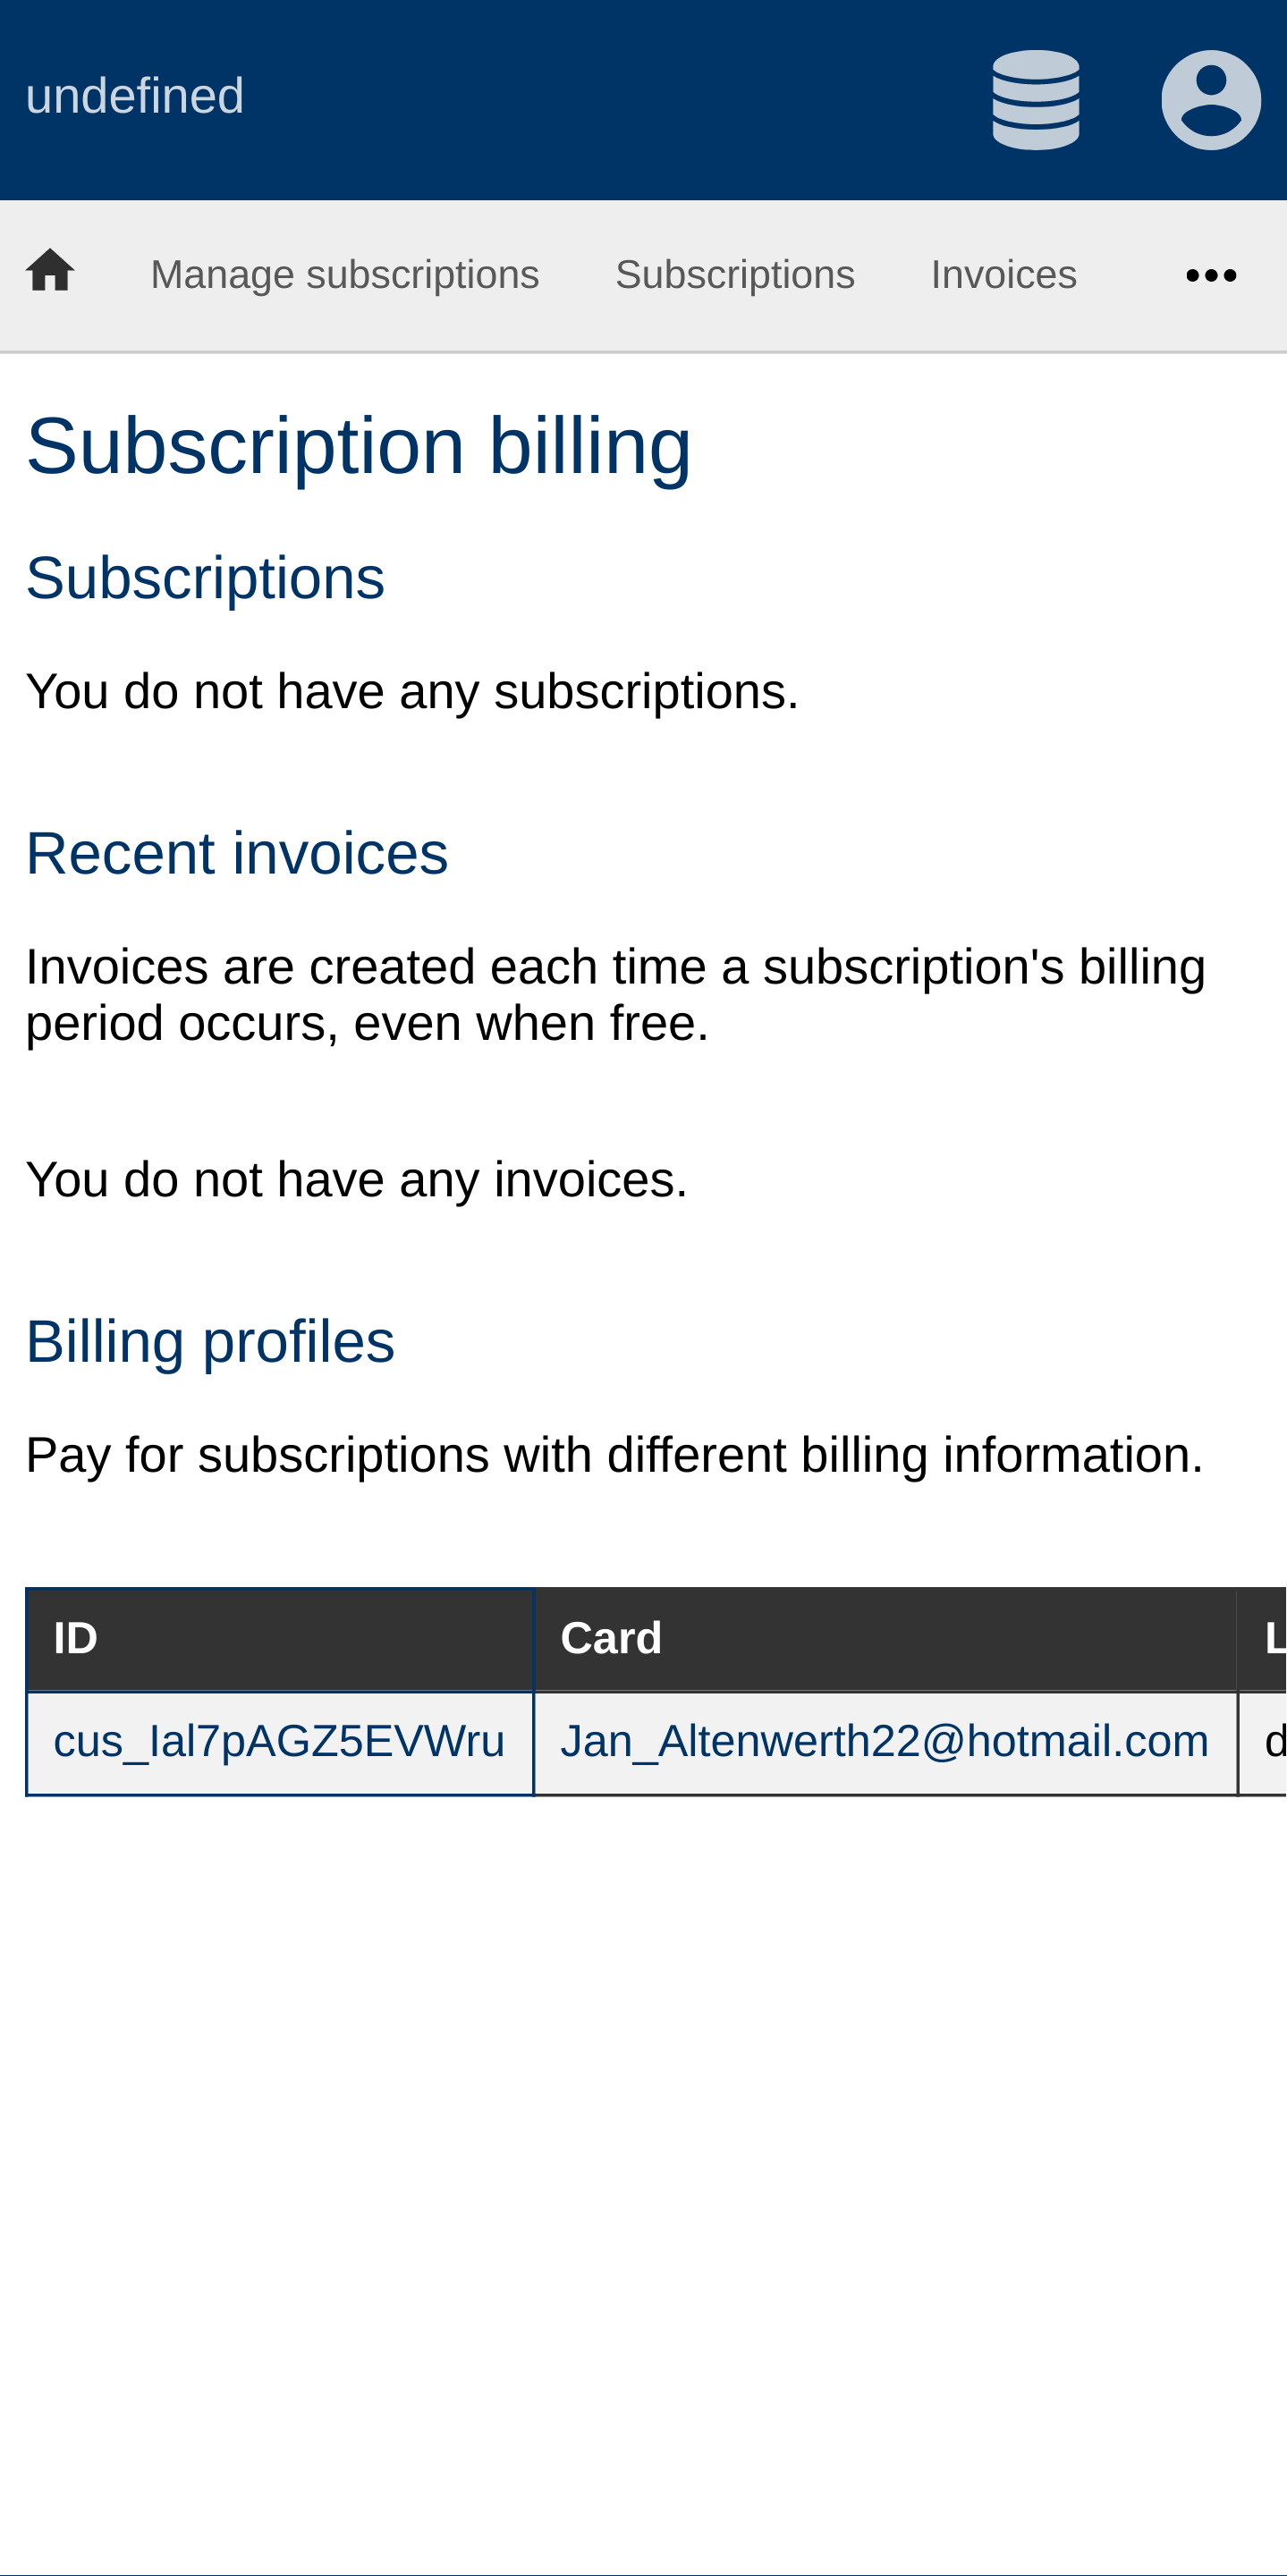 undefined
Manage subscriptions Subscriptions Invoices
Subscription billing
Subscriptions
You do not have any subscriptions.
Recent invoices
Invoices are created each time a subscription's billing
period occurs, even when free.
You do not have any invoices.
Billing profiles
Pay for subscriptions with different billing information.
ID Card
cus_Ial7pAGZ5EVWru Jan_Altenwerth22@hotmail.com